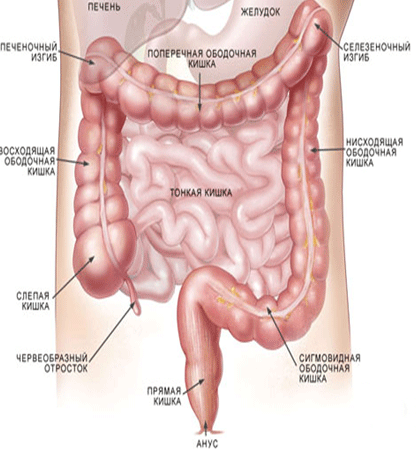 ПЕЧЕНЬ
ЖЕЛУДОК
ПЕЧЕНОЧНЫЙ
ИЗГИБ
ПОПЕРЕЧНАЯ ОБОДОЧНАЯ
КИШКА
СЕЛЕЗЕНОЧНЫЙ
ИЗГИБ
ВОСХОДЯЩАЯ
ОБОДОЧНАЯ
КИШКА
НИСХОДЯЩАЯ
ОБОДОЧНАЯ
КИШКА
ТОНКАЯ КИШКА
СЛЕПАЯ
КИШКА
ЧЕРВЕОБРАЗНЫЙ
ОТРОСТОК
СИГМОВИДНАЯ
ОБОДОЧНАЯ
КИШКА
ПРЯМАЯ
КИШКА
АНУС